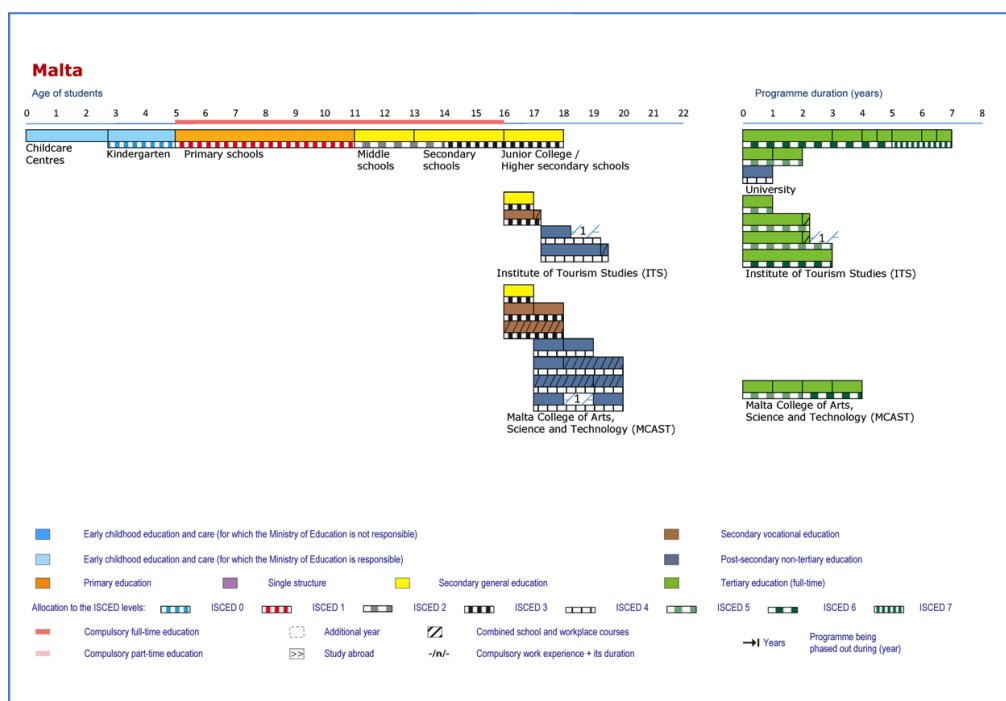 Malta
Age of students
Programme duration (years)
0 1 2 3 4 5 6 7 8 9 10 11 12 13 14 15 16 17 18 19 20 21 22
0 1 2 3 4 5 6 7
Childcare
Centres
Kindergarten
Primary schools
Middle
schools
Secondary
schools
Junior College /
Higher secondary schools
University
1
Institute of Tourism Studies (ITS)
1
Institute of Tourism Studies (ITS)
1
Malta College of Arts,
Science and Technology (MCAST)
Malta College of Arts,
Science and Technology (MCAST)
Early childhood education and care (for which the Ministry of Education is not responsible)
Secondary vocational education
Early childhood education and care (for which the Ministry of Education is responsible)
Post-secondary non-tertiary education
Primary education
Single structure
Secondary general education
Tertiary education (full-time)
Allocation to the ISCED levels:
ISCED 0
ISCED 1
ISCED 2
ISCED 3
ISCED 4
ISCED 5
ISCED 6
ISCED 7
Compulsory full-time education
Additional year
Combined school and workplace courses
Years
Programme being
phased out during (year)
Compulsory part-time education
>> Study abroad
-/n/- Compulsory work experience + its duration